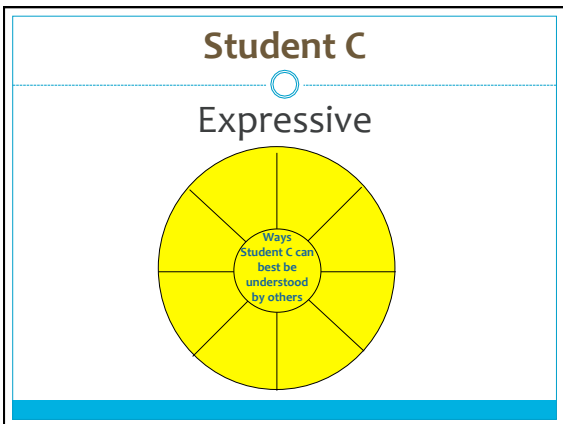 Student C
Expressive
Ways
Student C can
best be
understood
by others